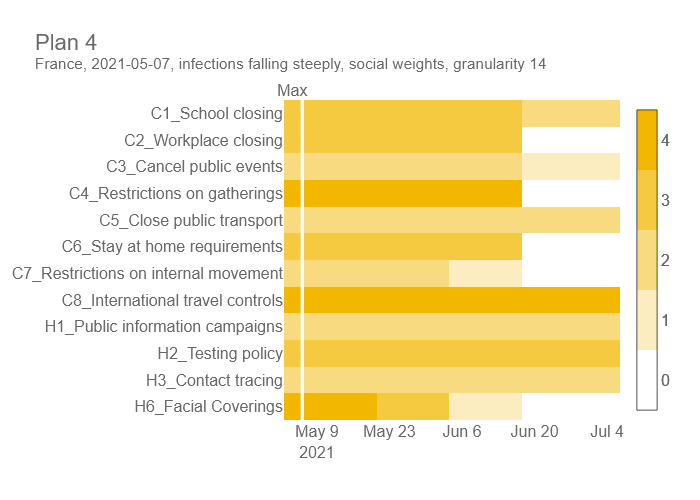 Plan 4
France, 2021-05-07, infections falling steeply, social weights, granularity 14
Max
C1_School closing
C2_Workplace closing
C3_Cancel public events
C4_Restrictions on gatherings
C5_Close public transport
C6_Stay at home requirements
C7_Restrictions on internal movement
C8_International travel controls
H1_Public information campaigns
H2_Testing policy
H3_Contact tracing
H6_Facial Coverings
4
3
2
1
0
May 9 May 23 Jun 6 Jun 20 Jul 4
2021